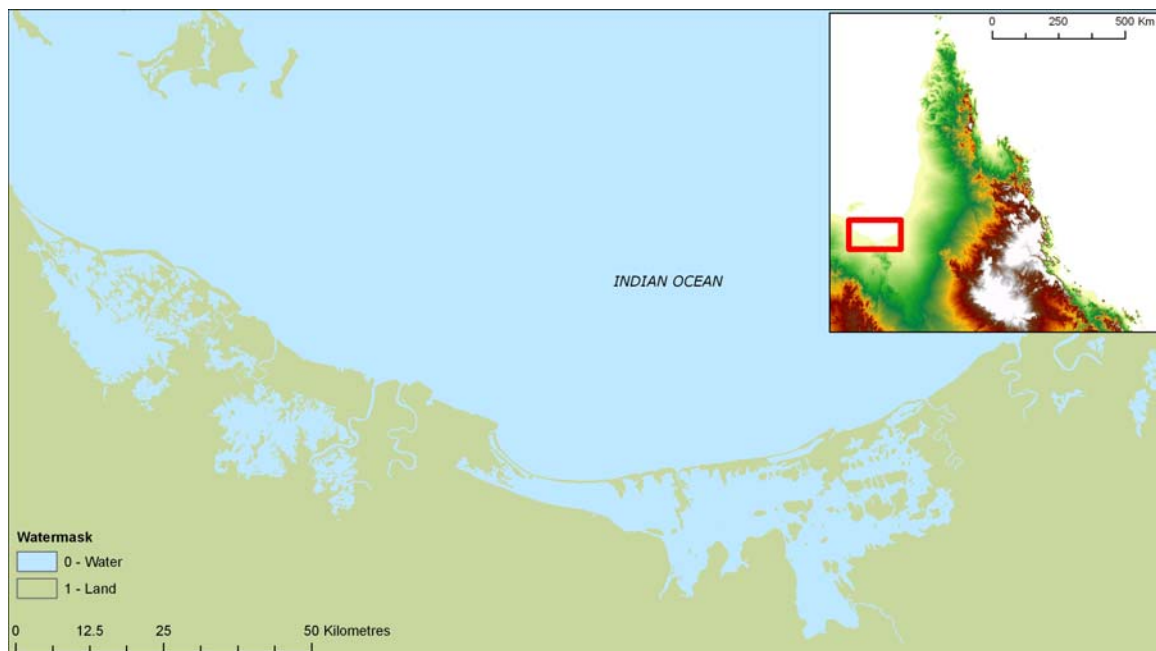 0 250 500 Km
INDIAN OCEAN
Watermask
0 - Water
1 - Land
0 12.5 25 50 Kilometres